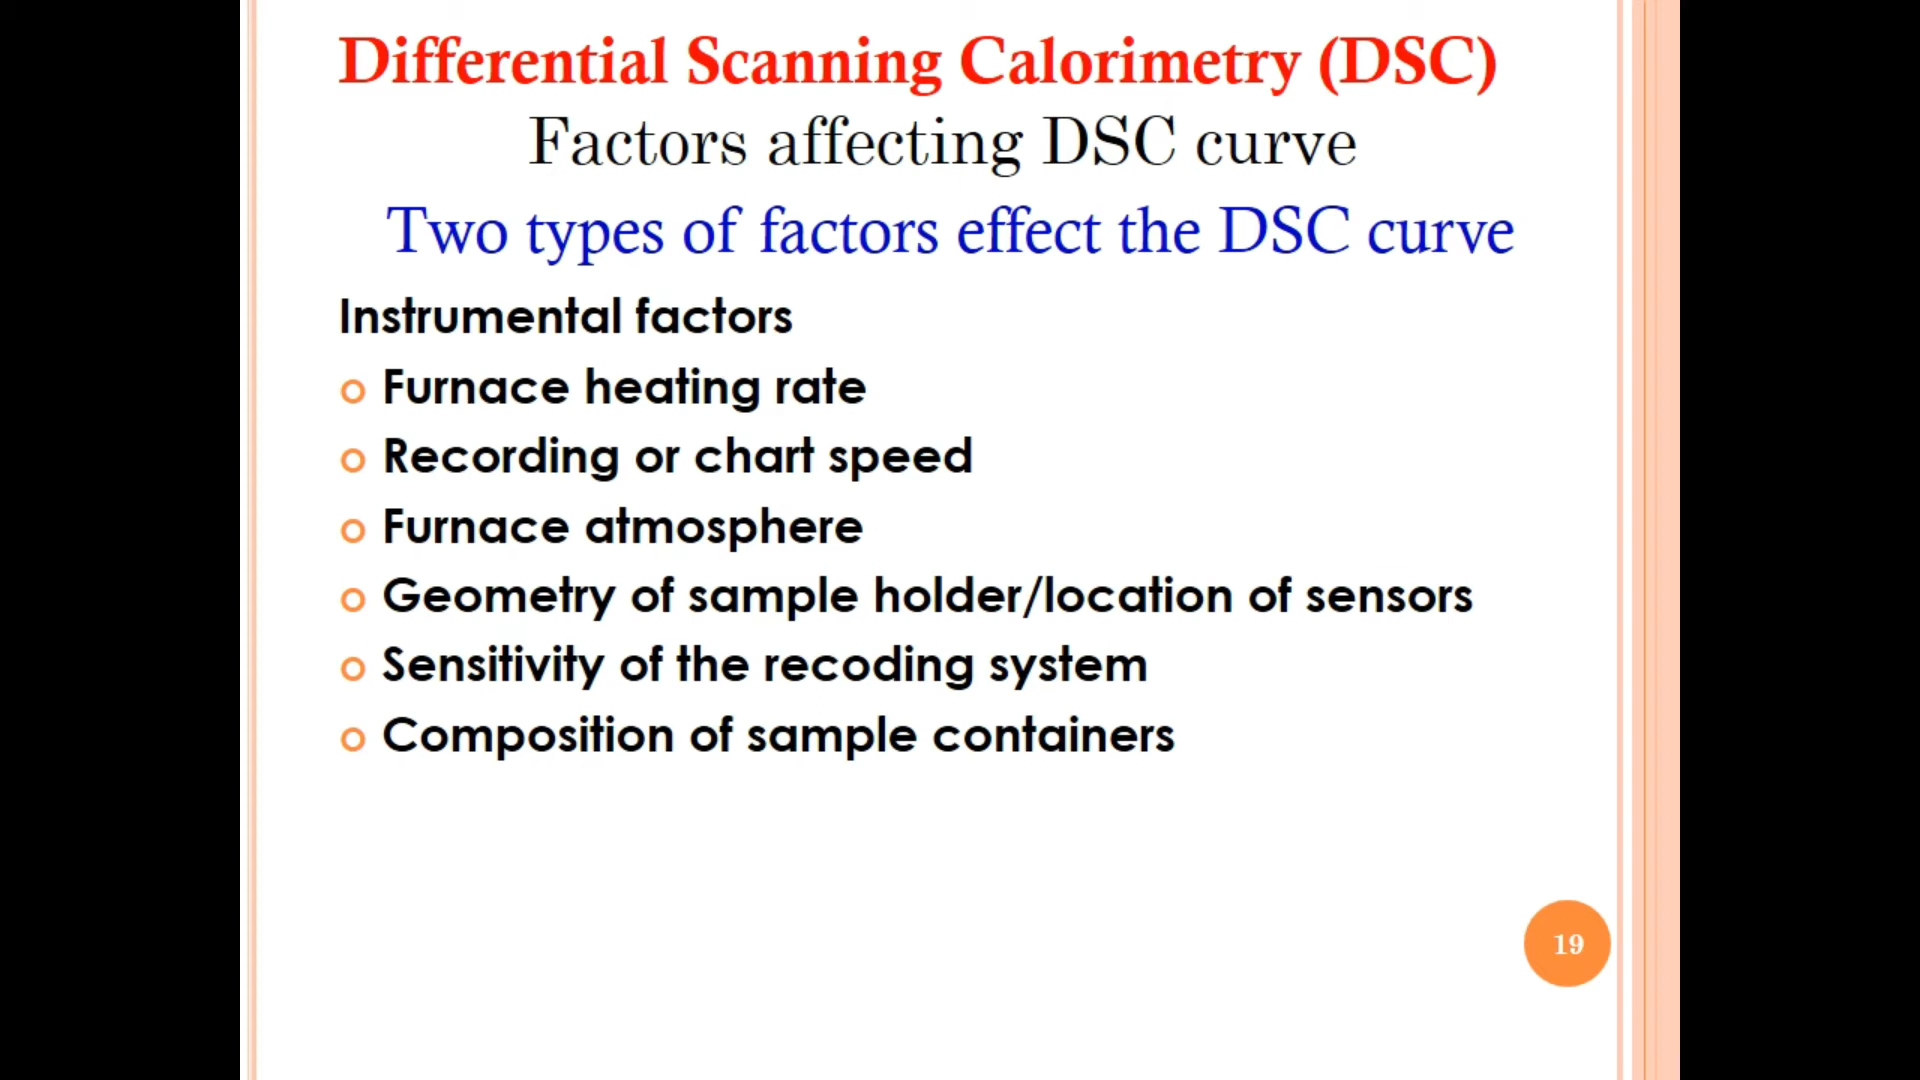 Differential Scanning Calorimetry (DSC)
Factors affecting DSC curve
Two types of factors effect the DSC curve
Instrumental factors
Furnace heating rate
Recording or chart speed
Furnace atmosphere
Geometry of sample holder/location of sensors
Sensitivity of the recoding system
Composition of sample containers
19